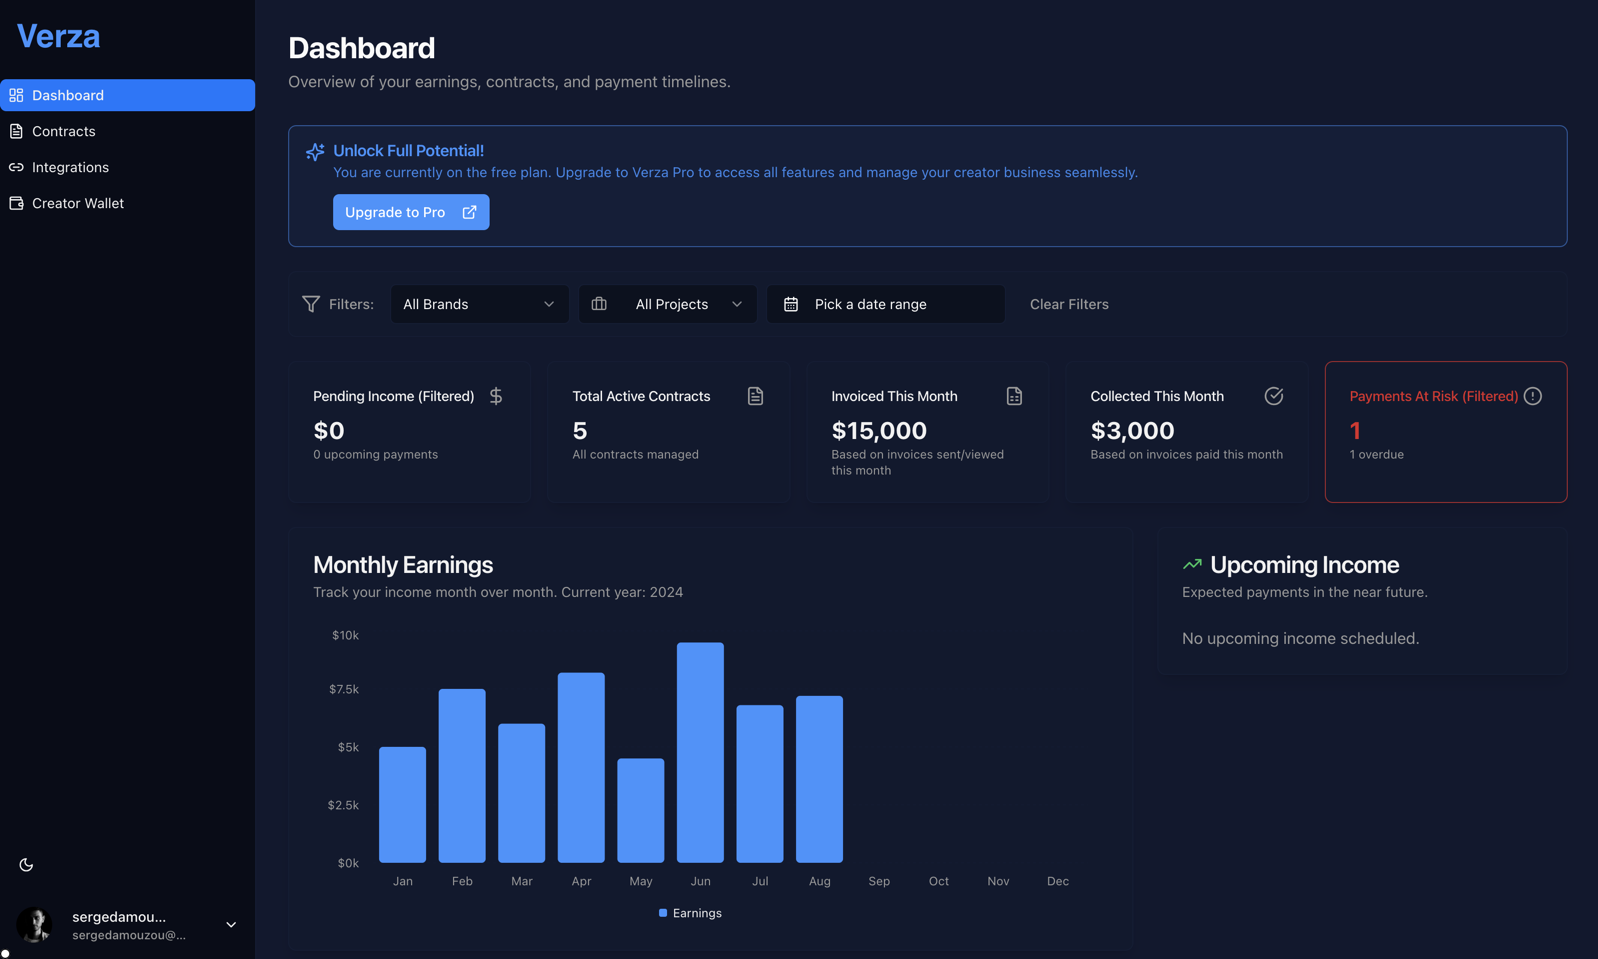 Verza
Dashboard
Contracts
Integrations
Creator Wallet
sergedamou...
sergedamouzou@...
Dashboard
Overview of your earnings, contracts, and payment timelines.
Unlock Full Potential!
You are currently on the free plan. Upgrade to Verza Pro to access all features and manage your creator business seamlessly.
Upgrade to Pro
Filters:
All Brands
All Projects
Pick a date range
Clear Filters
Pending Income (Filtered)
$0
0 upcoming payments
Total Active Contracts
5
All contracts managed
Invoiced This Month
$15,000
Based on invoices sent/viewed
this month
Collected This Month
$3,000
Based on invoices paid this month
Payments At Risk (Filtered)
1
1 overdue
Monthly Earnings
Track your income month over month. Current year: 2024
$10k
$7.5k
$5k
$2.5k
$0k
Jan Feb Mar Apr May Jun Jul Aug Sep Oct Nov Dec
Earnings
Upcoming Income
Expected payments in the near future.
No upcoming income scheduled.